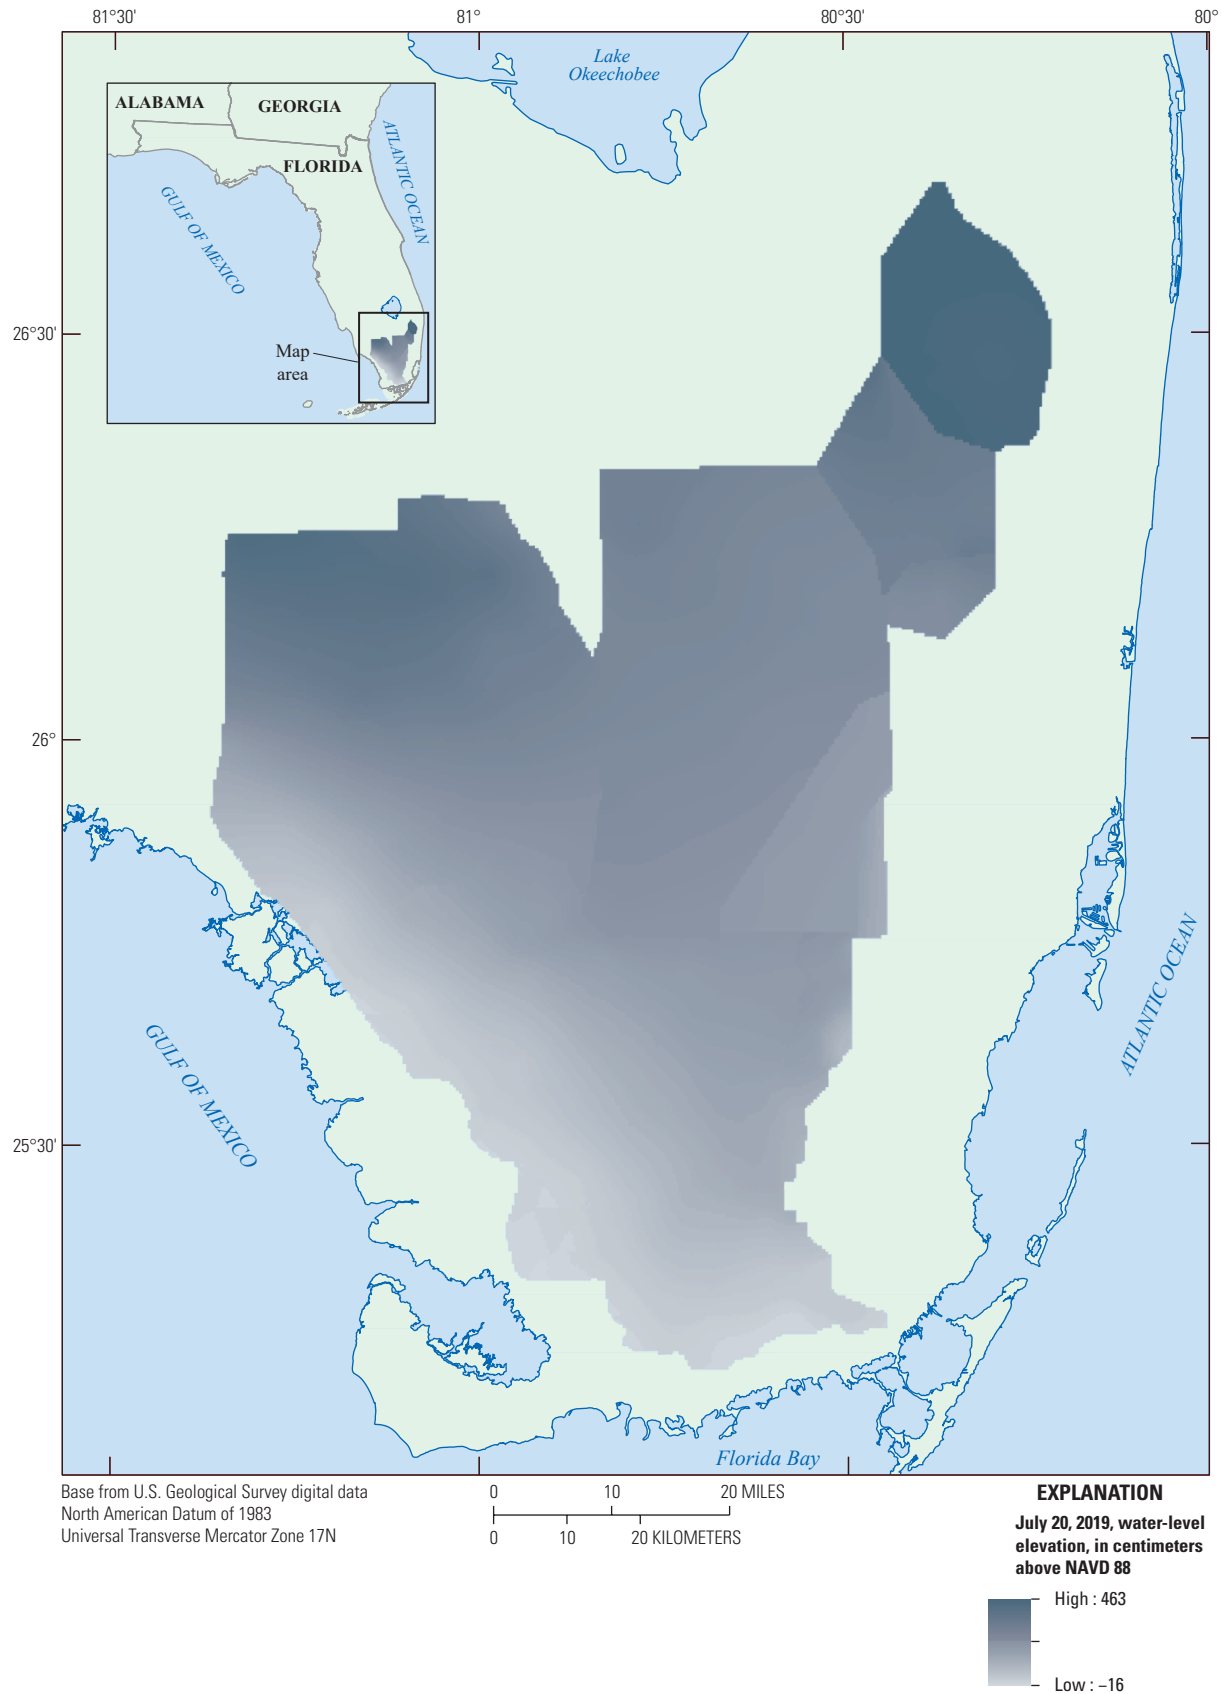 81°30'
81°
80°30'
80°
Lake
Okeechobee
ALABAMA
GEORGIA
FLORIDA
ATLANTIC OCEAN
GULF OF MEXICO
Map
area
26°30'
26°
25°30'
GULF OF MEXICO
ATLANTIC OCEAN
Florida Bay
Base from U.S. Geological Survey digital data
North American Datum of 1983
Universal Transverse Mercator Zone 17N
0 10 20 MILES
0 10 20 KILOMETERS
EXPLANATION
July 20, 2019, water-level
elevation, in centimeters
above NAVD 88
High : 463
Low : −16